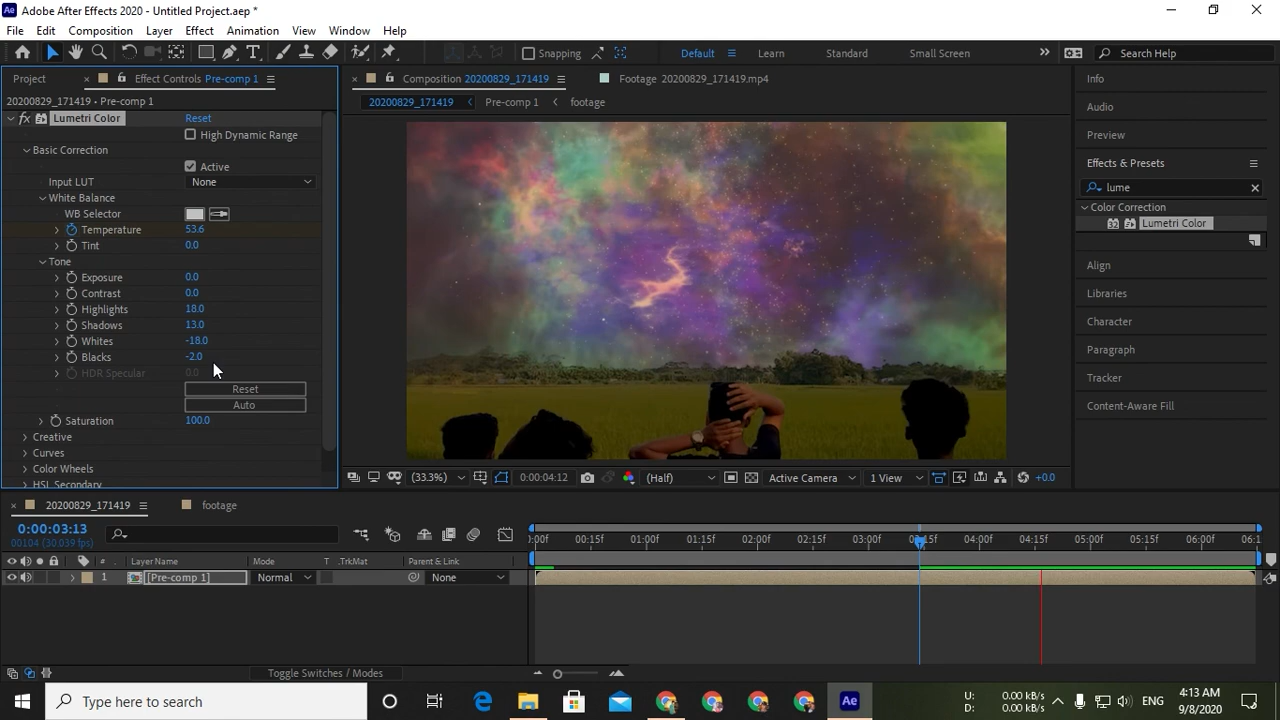 Adobe After Effects 2020 - Untitled Project.aep *
File Edit Composition Layer Effect Animation View Window Help
Snapping Default Learn Standard Small Screen Search Help
Project Effect Controls Pre-comp 1
20200829_171419 • Pre-comp 1
fx Lumetri Color Reset
High Dynamic Range
Basic Correction
Active
Input LUT None
White Balance
WB Selector
Temperature 53.6
Tint 0.0
Tone
Exposure 0.0
Contrast 0.0
Highlights 18.0
Shadows 13.0
Whites -18.0
Blacks -2.0
HDR Specular 0.0
Reset
Auto
Saturation 100.0
Creative
Curves
Color Wheels
HSL Secondary
Composition 20200829_171419 Footage 20200829_171419.mp4
20200829_171419 Pre-comp 1 footage
(33.3%) 0:00:04:12 (Half) Active Camera 1 View +0.0
Info
Audio
Preview
Effects & Presets
lume
Color Correction
32 Lumetri Color
Align
Libraries
Character
Paragraph
Tracker
Content-Aware Fill
20200829_171419 footage
0:00:03:13
00104 (30.039 fps)
# Layer Name Mode T .TrkMat Parent & Link
1 [Pre-comp 1] Normal None
):00f 00:15f 01:00f 01:15f 02:00f 02:15f 03:00f 03:15f 04:00f 04:15f 05:00f 05:15f 06:00f 06:1
Toggle Switches / Modes
Type here to search
Ae
U: 0.00 kB/s
D: 0.00 kB/s
ENG
4:13 AM
9/8/2020